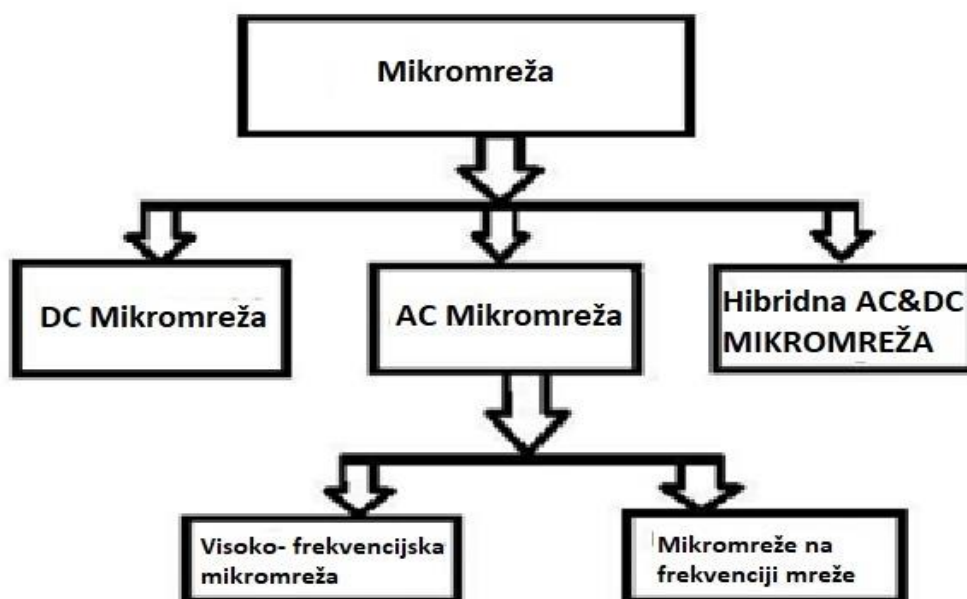 Mikromreža
DC Mikromreža
AC Mikromreža
Hibridna AC&DC
MIKROMREŽA
Visoko- frekvencijska
mikromreža
Mikromreže na
frekvenciji mreže